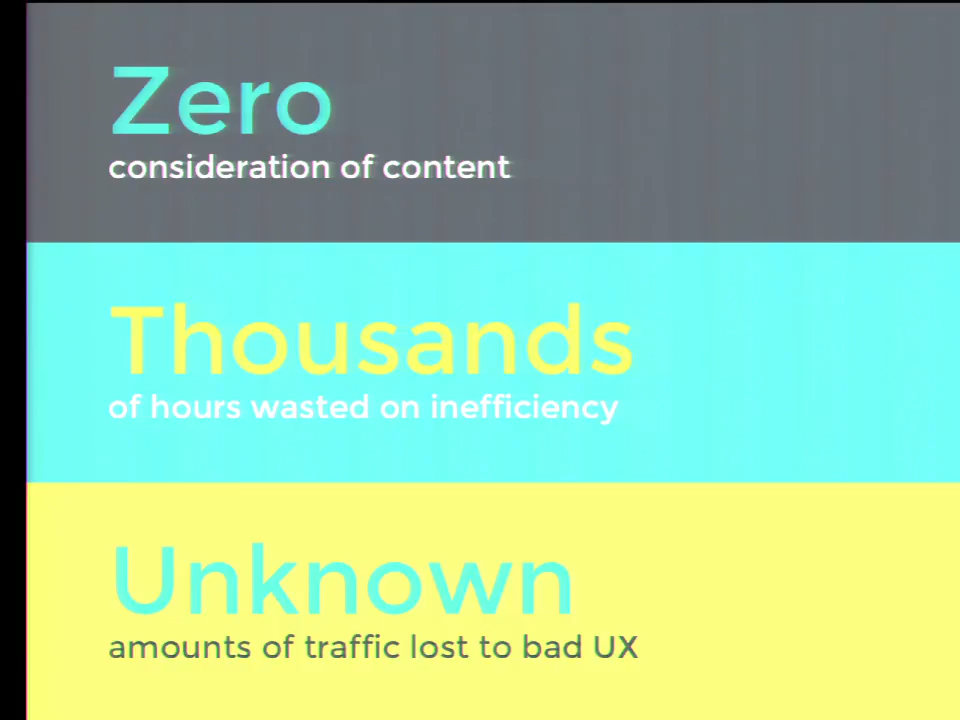 Zero
consideration of content
Thousands
of hours wasted on inefficiency
Unknown
amounts of traffic lost to bad UX